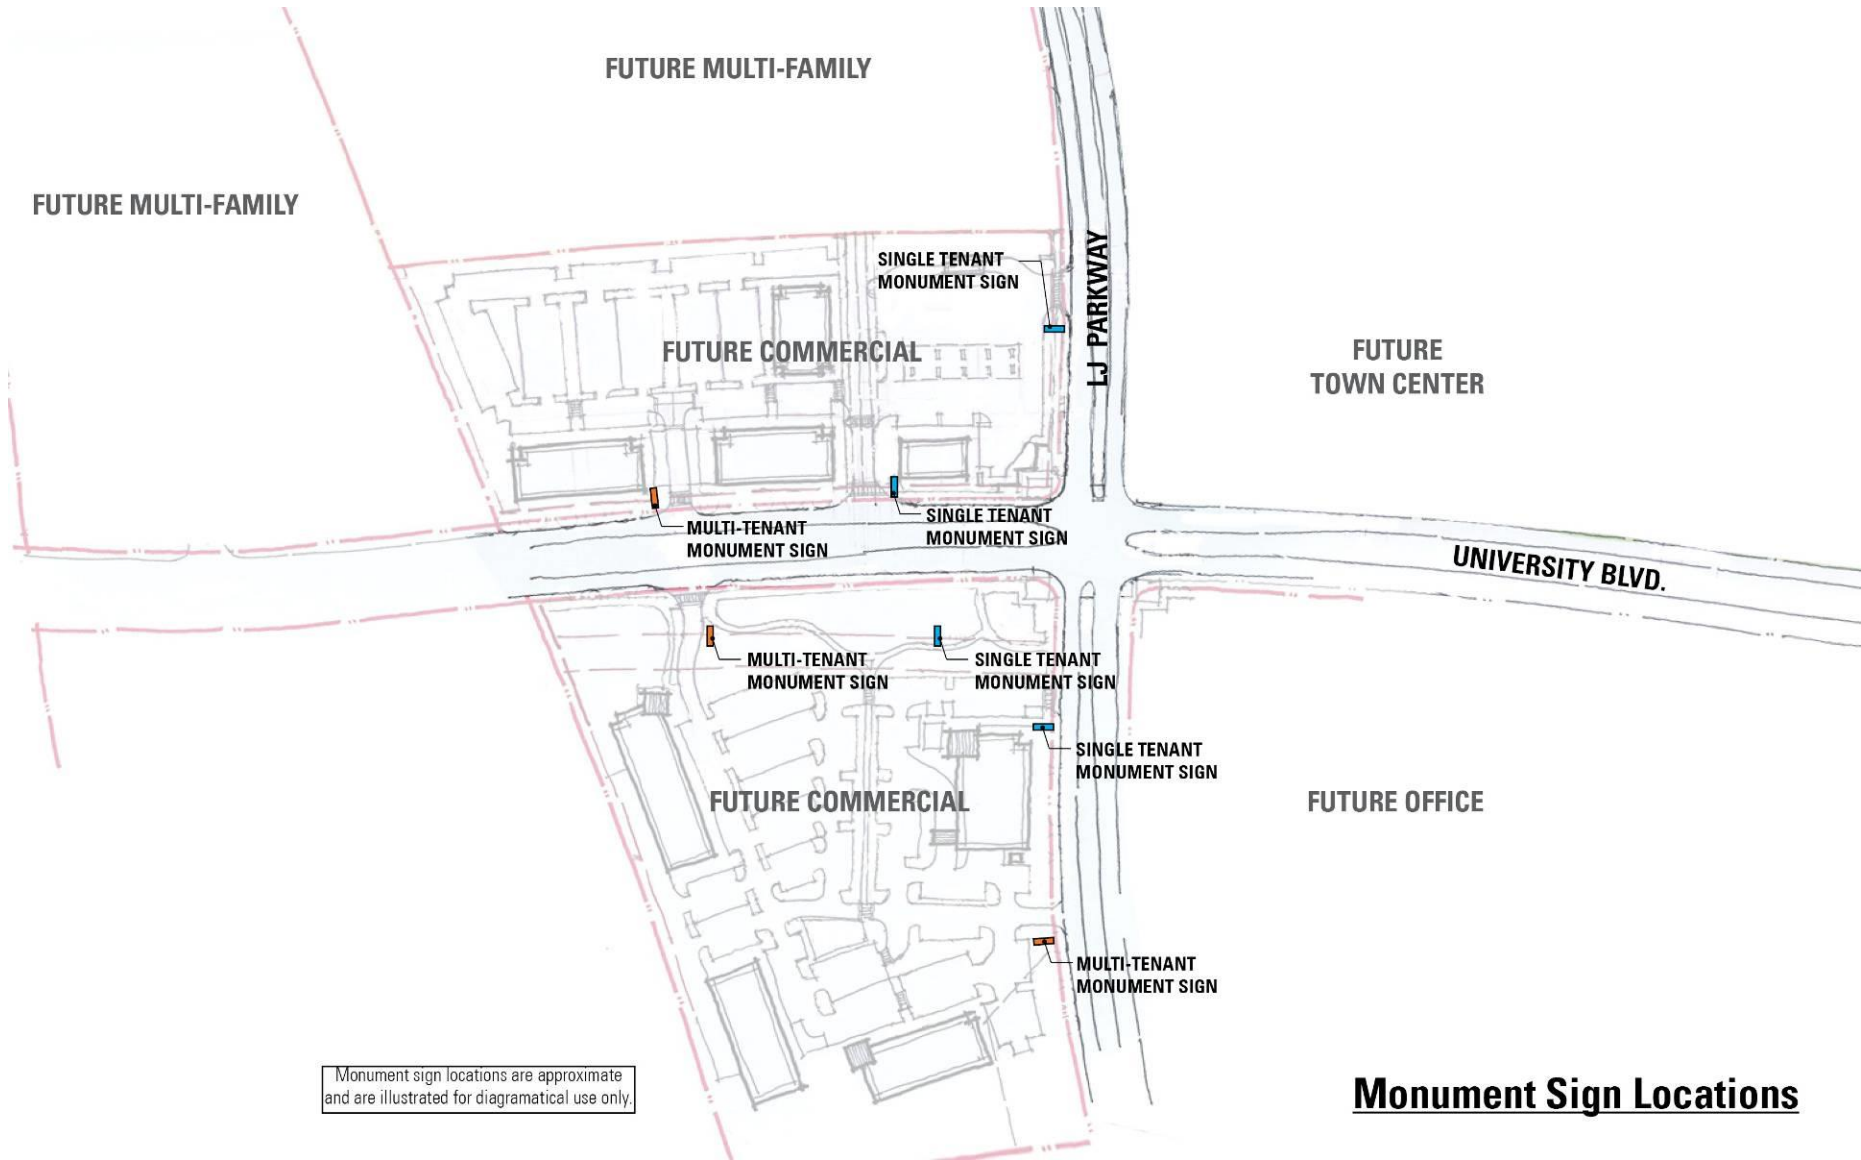 FUTURE MULTI-FAMILY
FUTURE MULTI-FAMILY
SINGLE TENANT
MONUMENT SIGN
LJ PARKWAY
FUTURE COMMERCIAL
FUTURE
TOWN CENTER
MULTI-TENANT
MONUMENT SIGN
SINGLE TENANT
MONUMENT SIGN
UNIVERSITY BLVD.
MULTI-TENANT
MONUMENT SIGN
SINGLE TENANT
MONUMENT SIGN
SINGLE TENANT
MONUMENT SIGN
FUTURE COMMERCIAL
FUTURE OFFICE
MULTI-TENANT
MONUMENT SIGN
Monument sign locations are approximate
and are illustrated for diagramatical use only.
Monument Sign Locations